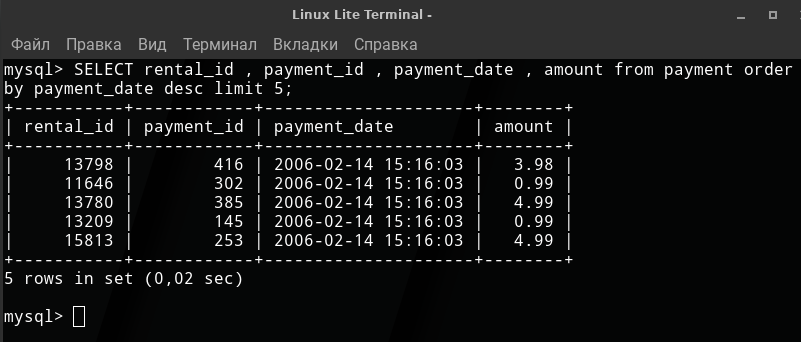 Linux Lite Terminal -
Файл Правка Вид Терминал Вкладки Справка
mysql> SELECT rental_id , payment_id , payment_date , amount from payment order
by payment_date desc limit 5;
+-----------+------------+---------------------+--------+
| rental_id | payment_id | payment_date        | amount |
+-----------+------------+---------------------+--------+
|     13798 |        416 | 2006-02-14 15:16:03 |   3.98 |
|     11646 |        302 | 2006-02-14 15:16:03 |   0.99 |
|     13780 |        385 | 2006-02-14 15:16:03 |   4.99 |
|     13209 |        145 | 2006-02-14 15:16:03 |   0.99 |
|     15813 |        253 | 2006-02-14 15:16:03 |   4.99 |
+-----------+------------+---------------------+--------+
5 rows in set (0,02 sec)
mysql>